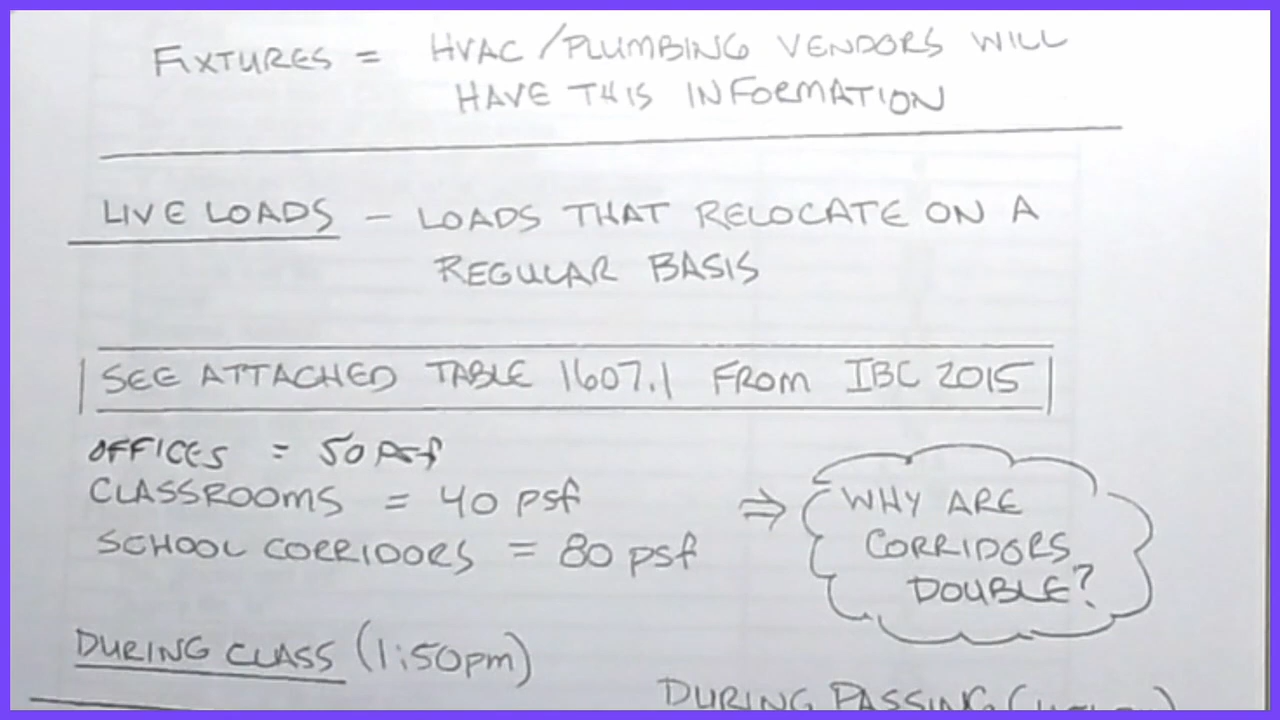 FIXTURES = HVAC/PLUMBING VENDORS WILL
HAVE THIS INFORMATION
LIVE LOADS - LOADS THAT RELOCATE ON A
REGULAR BASIS
SEE ATTACHED TABLE 1607.1 FROM IBC 2015
OFFICES = 50 psf
CLASSROOMS = 40 psf
SCHOOL CORRIDORS = 80 psf
⇒ WHY ARE
CORRIDORS
DOUBLE?
DURING CLASS (1:50pm)
DURING PASSING